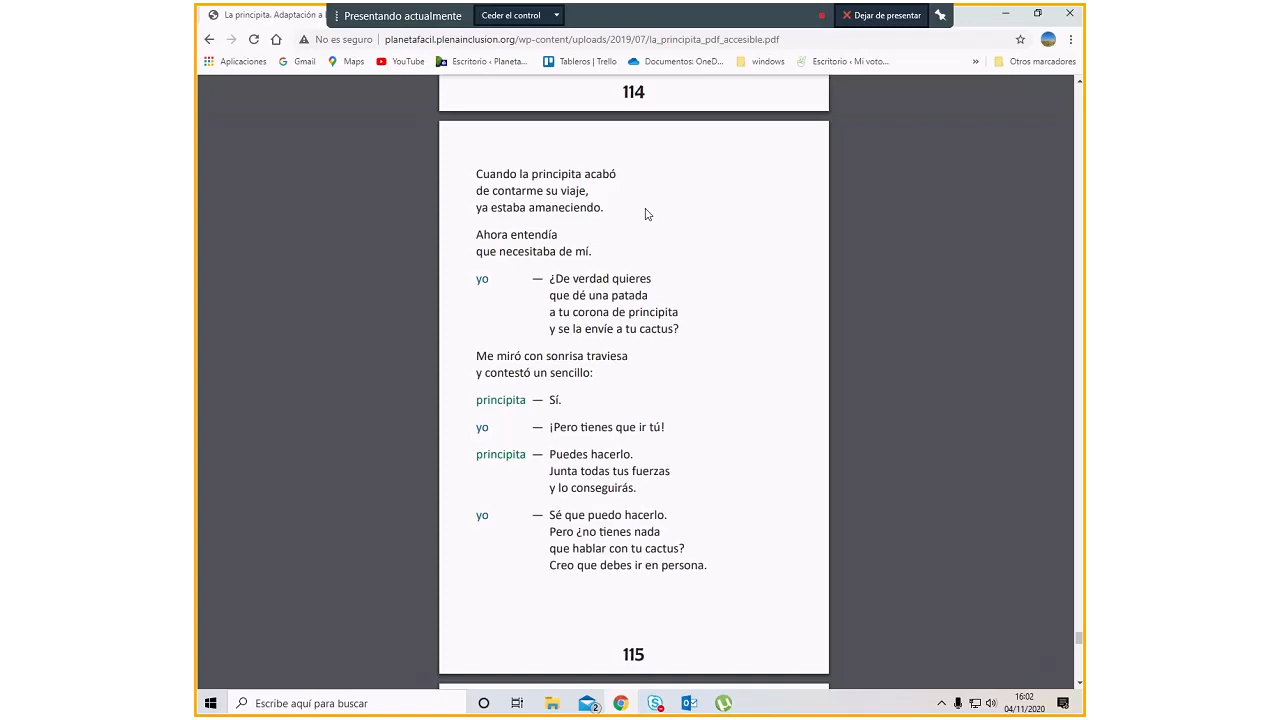 La principita. Adaptación a
Presentando actualmente
Ceder el control
Dejar de presentar
No es seguro
planetafacil.plenainclusion.org/wp-content/uploads/2019/07/la_principita_pdf_accesible.pdf
Aplicaciones
Gmail
Maps
YouTube
Escritorio ‹ Planeta...
Tableros | Trello
Documentos: OneD...
windows
Escritorio ‹ Mi voto...
»
Otros marcadores
114
Cuando la principita acabó
de contarme su viaje,
ya estaba amaneciendo.
Ahora entendía
que necesitaba de mí.
yo — ¿De verdad quieres
que dé una patada
a tu corona de principita
y se la envíe a tu cactus?
Me miró con sonrisa traviesa
y contestó un sencillo:
principita — Sí.
yo — ¡Pero tienes que ir tú!
principita — Puedes hacerlo.
Junta todas tus fuerzas
y lo conseguirás.
yo — Sé que puedo hacerlo.
Pero ¿no tienes nada
que hablar con tu cactus?
Creo que debes ir en persona.
115
Escribe aquí para buscar
2
16:02
04/11/2020